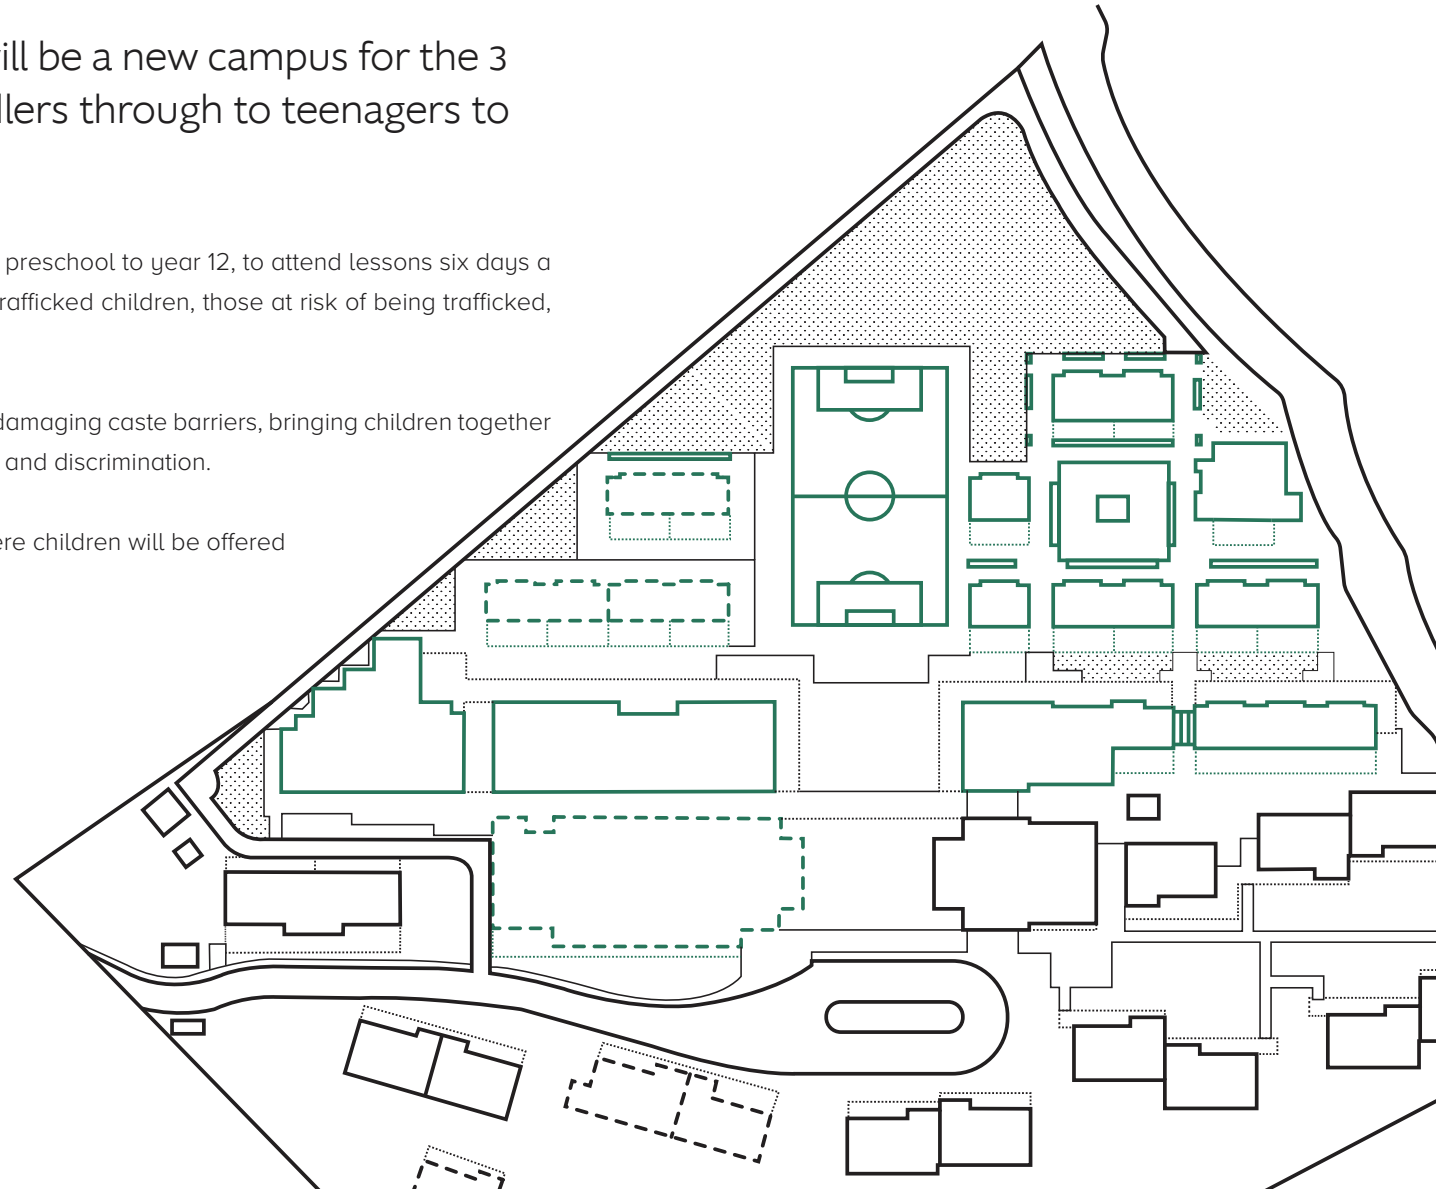 ill be a new campus for the 3
lers through to teenagers to
preschool to year 12, to attend lessons six days a
rafficked children, those at risk of being trafficked,
damaging caste barriers, bringing children together
and discrimination.
ere children will be offered